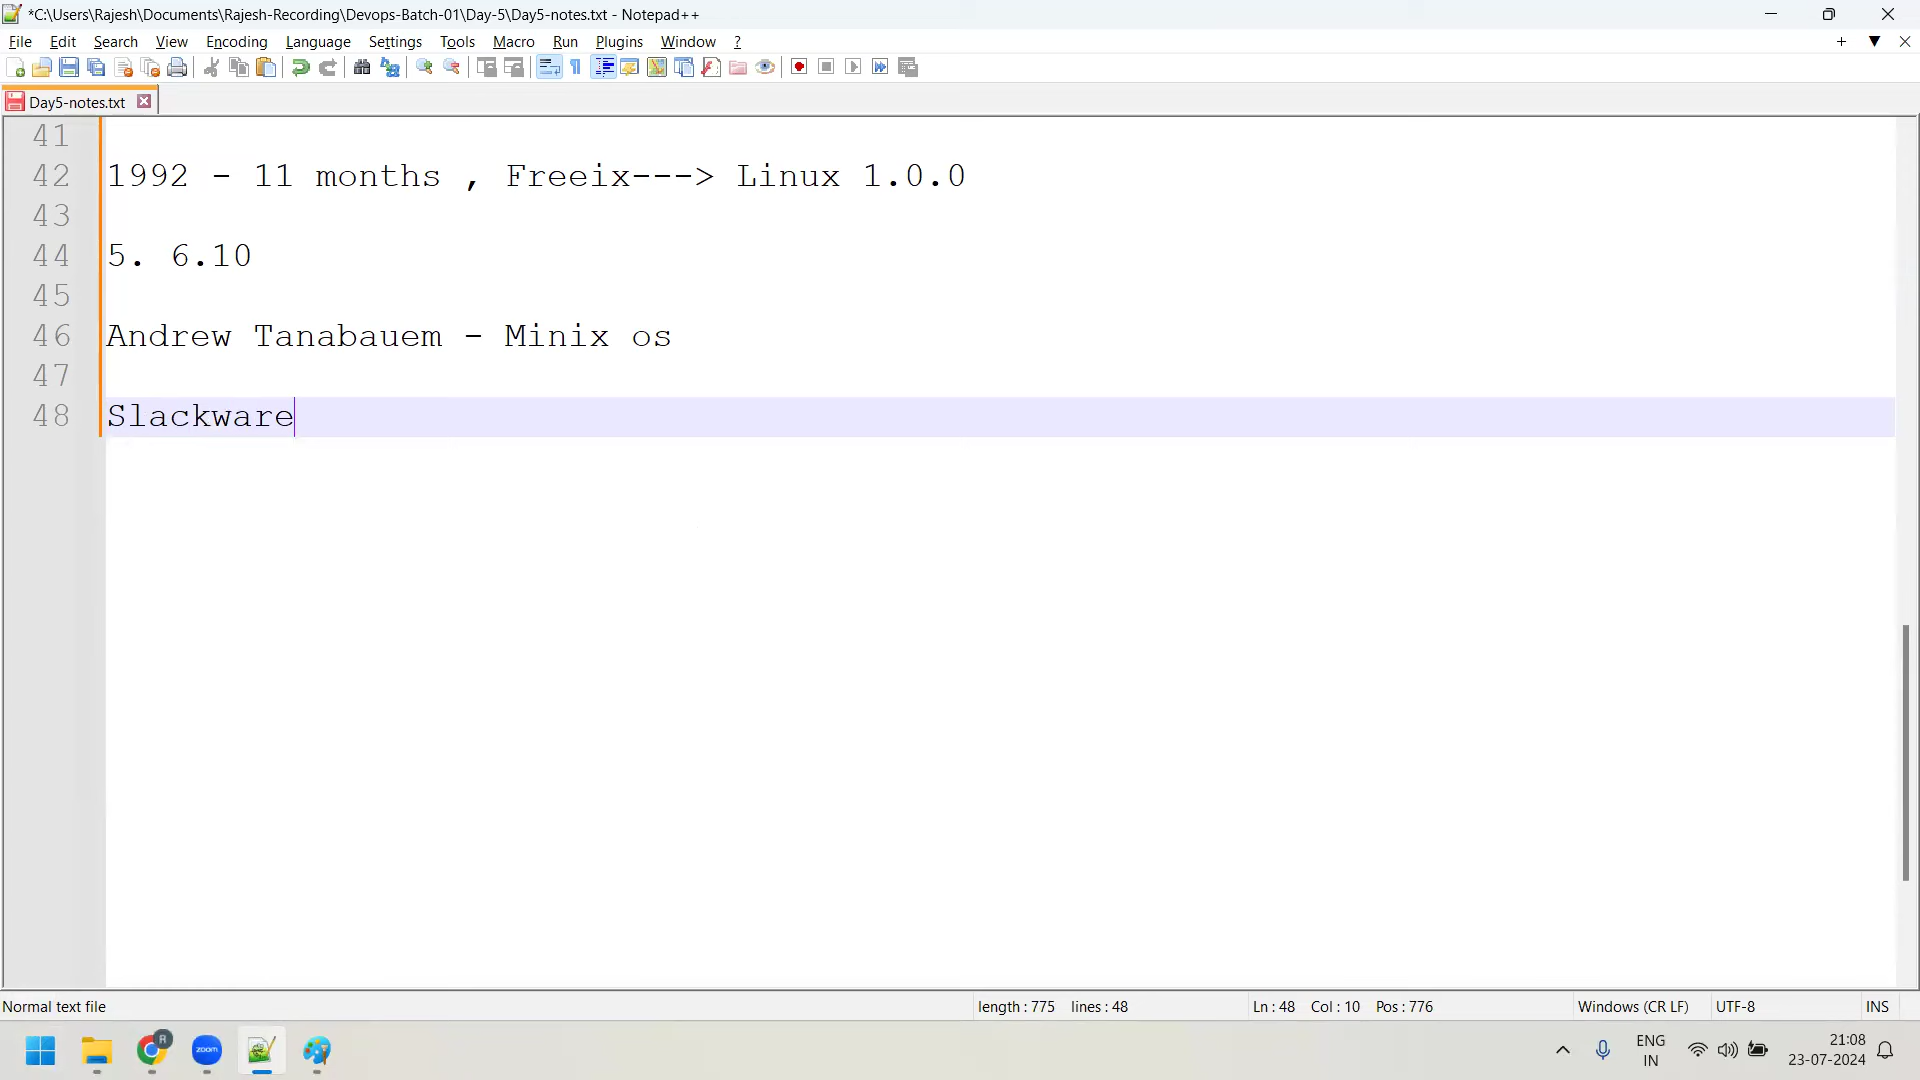 *C:\Users\Rajesh\Documents\Rajesh-Recording\Devops-Batch-01\Day-5\Day5-notes.txt - Notepad++
File Edit Search View Encoding Language Settings Tools Macro Run Plugins Window ?
Day5-notes.txt
41
42 1992 - 11 months , Freeix---> Linux 1.0.0
43
44 5. 6.10
45
46 Andrew Tanabauem - Minix os
47
48 Slackware
Normal text file length : 775 lines : 48 Ln : 48 Col : 10 Pos : 776 Windows (CR LF) UTF-8 INS
R
zoom
ENG
IN
21:08
23-07-2024